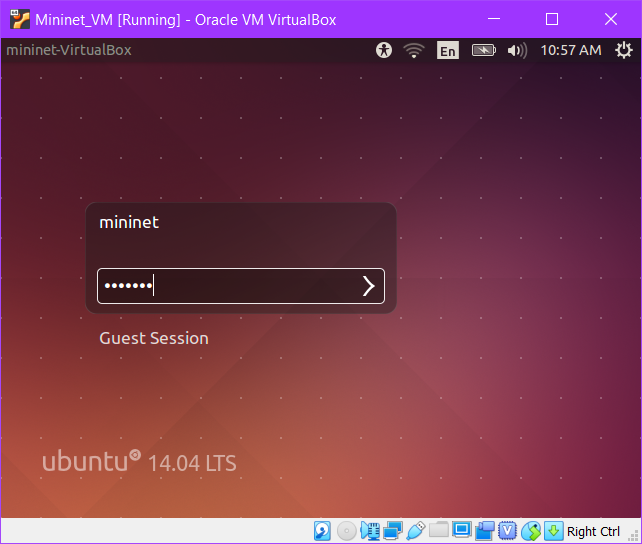 Mininet_VM [Running] - Oracle VM VirtualBox
mininet-VirtualBox En 10:57 AM
mininet
•••••••
Guest Session
ubuntu 14.04 LTS
V Right Ctrl